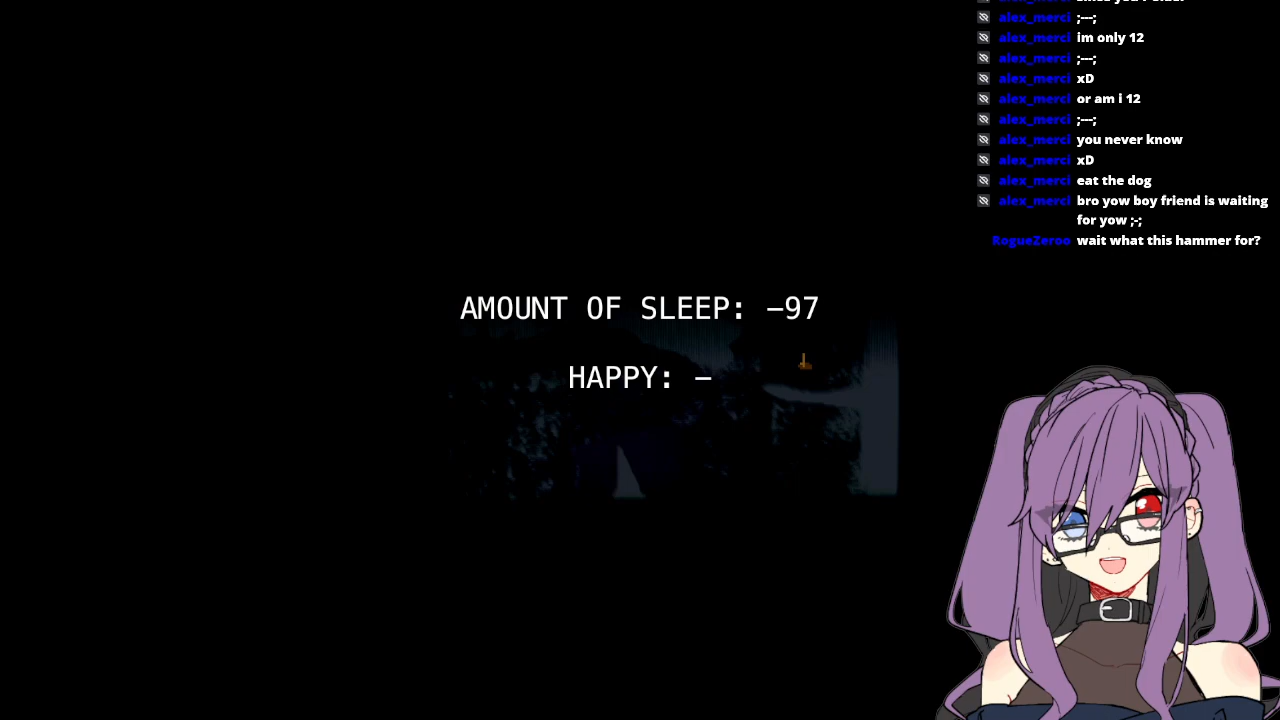 alex_merci ;---;
alex_merci im only 12
alex_merci ;---;
alex_merci xD
alex_merci or am i 12
alex_merci ;---;
alex_merci you never know
alex_merci xD
alex_merci eat the dog
alex_merci bro yow boy friend is waiting
for yow ;-;
RogueZeroo wait what this hammer for?
AMOUNT OF SLEEP: -97
HAPPY: -